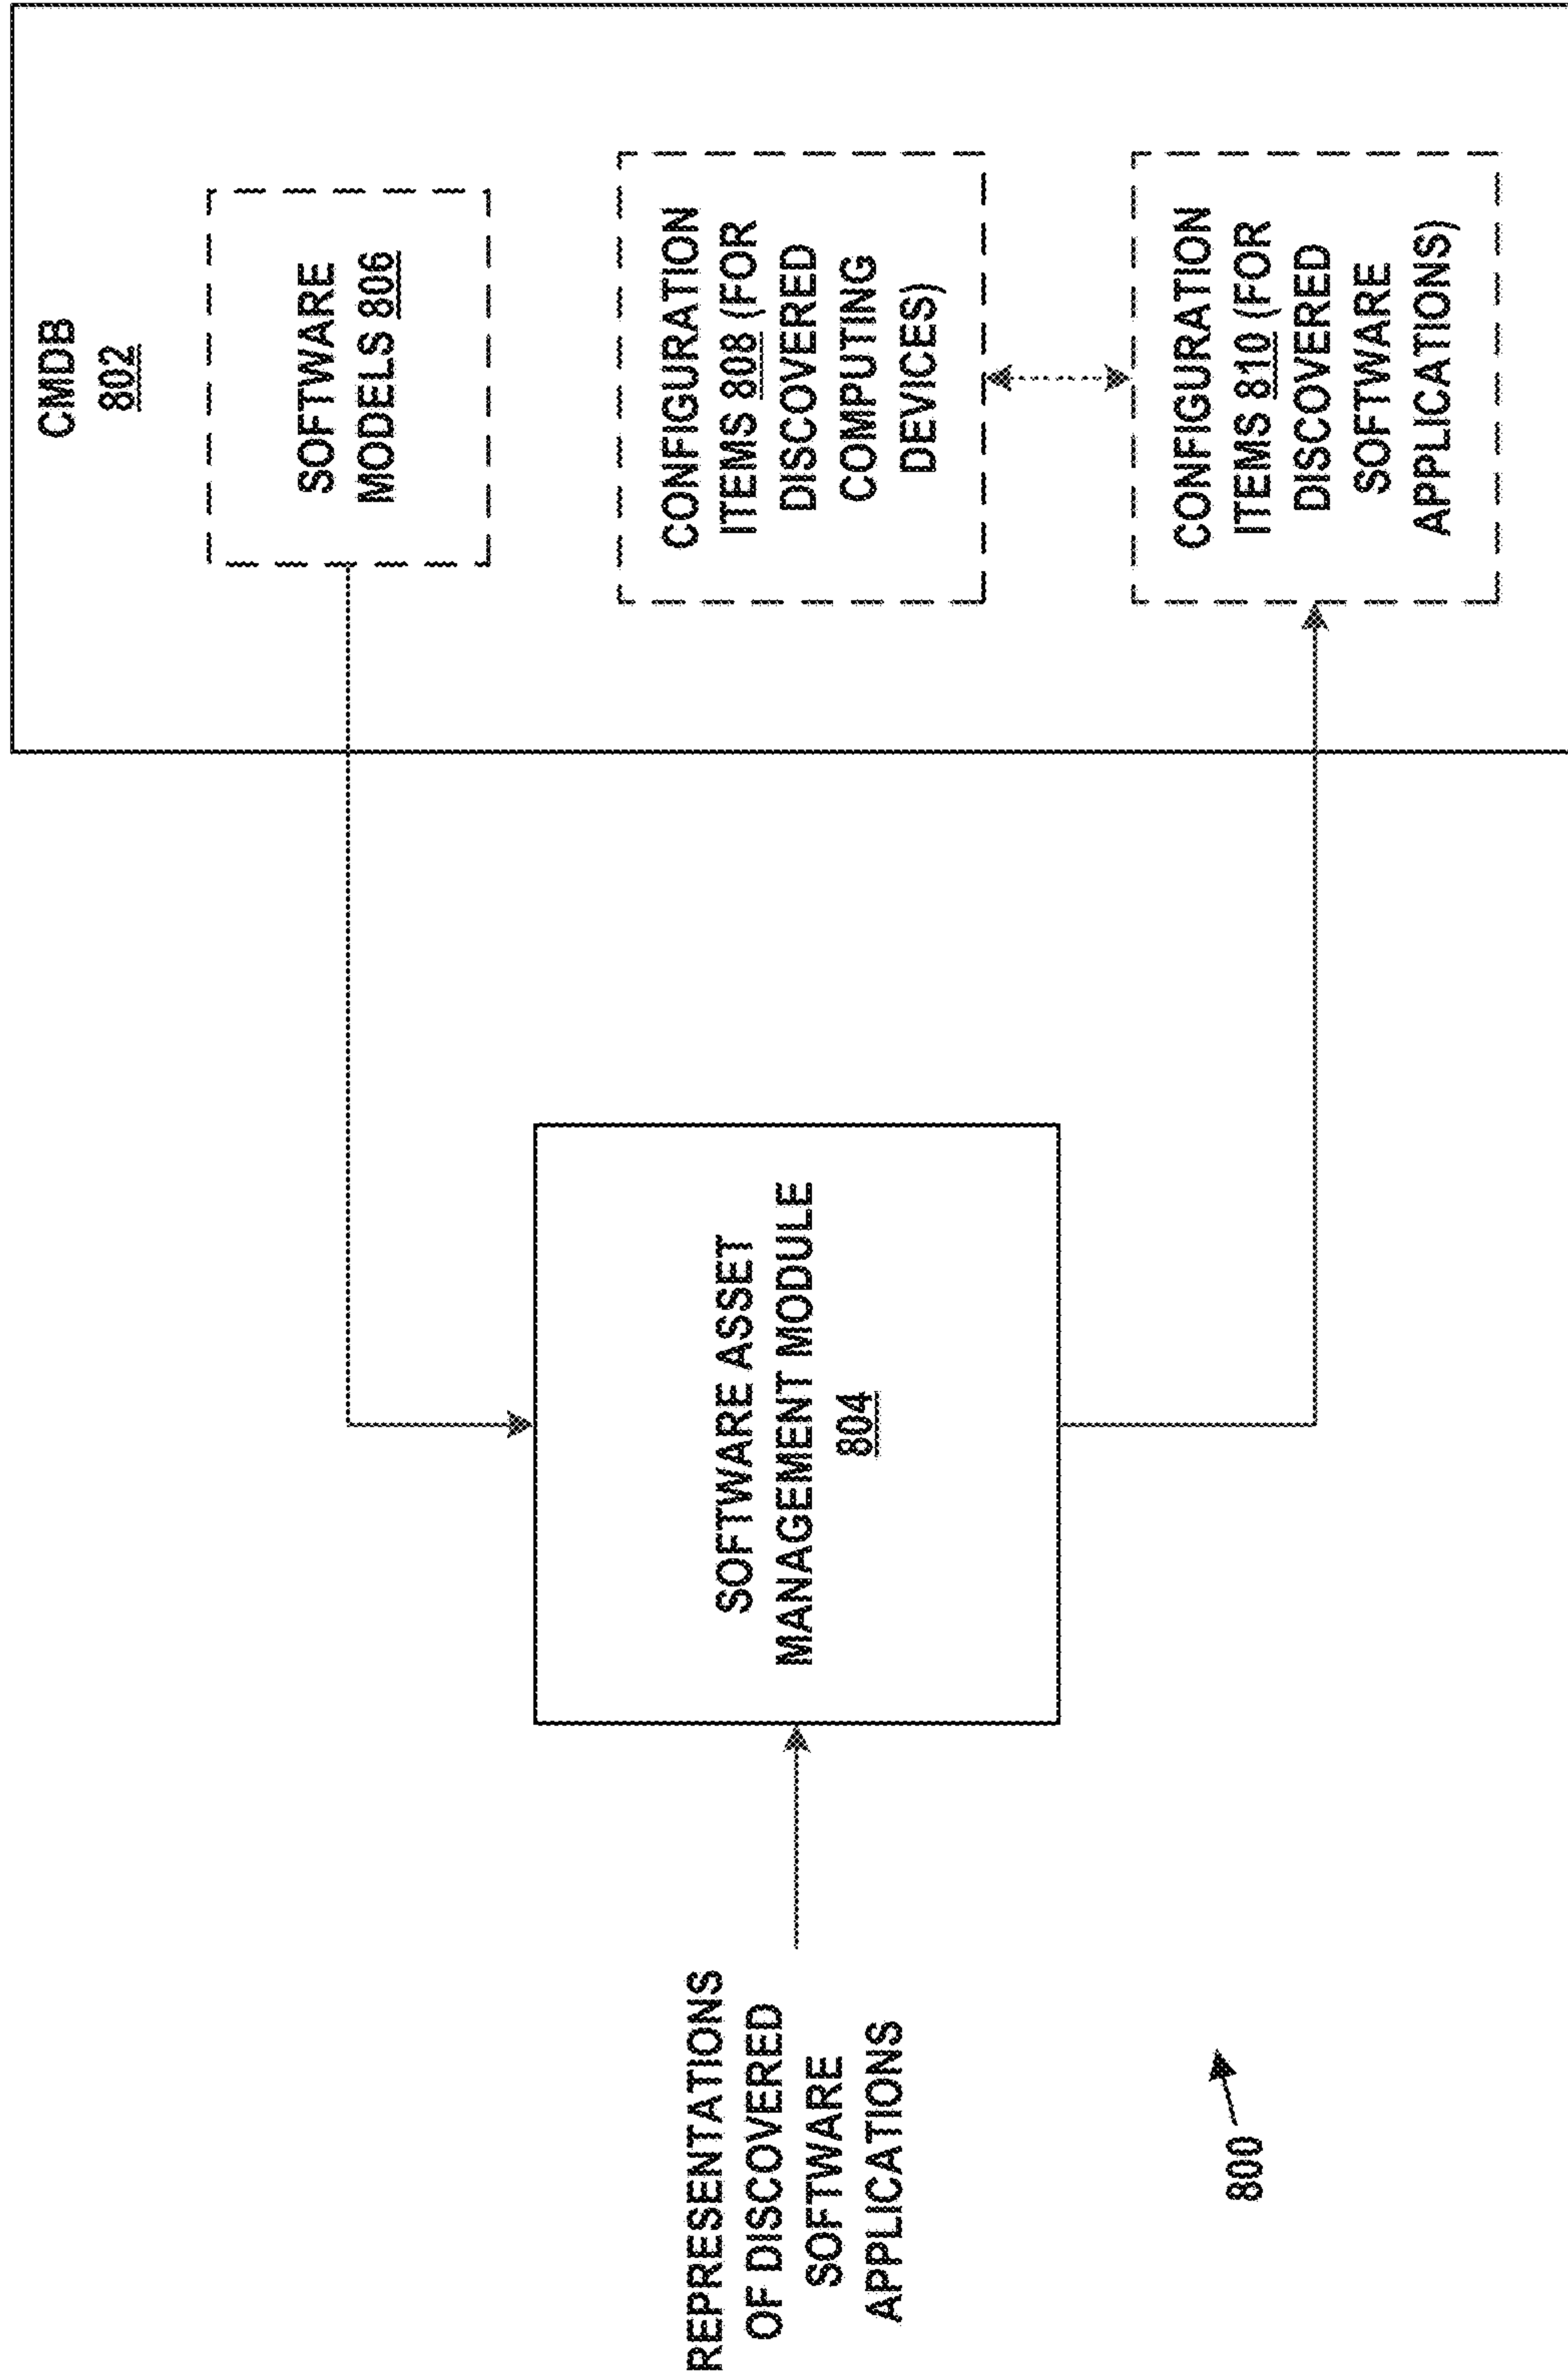 REPRESENTATIONS
OF DISCOVERED
SOFTWARE
APPLICATIONS
800
SOFTWARE ASSET
MANAGEMENT MODULE
804
CMDB
802
SOFTWARE
MODELS 806
CONFIGURATION
ITEMS 808 (FOR
DISCOVERED
COMPUTING
DEVICES)
CONFIGURATION
ITEMS 810 (FOR
DISCOVERED
SOFTWARE
APPLICATIONS)